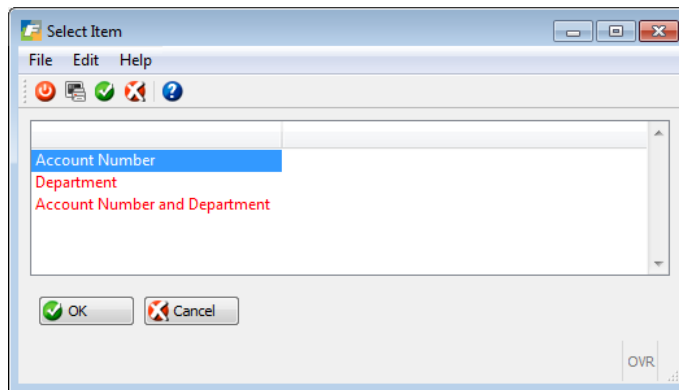 Select Item
File Edit Help
Account Number
Department
Account Number and Department
OK Cancel
OVR